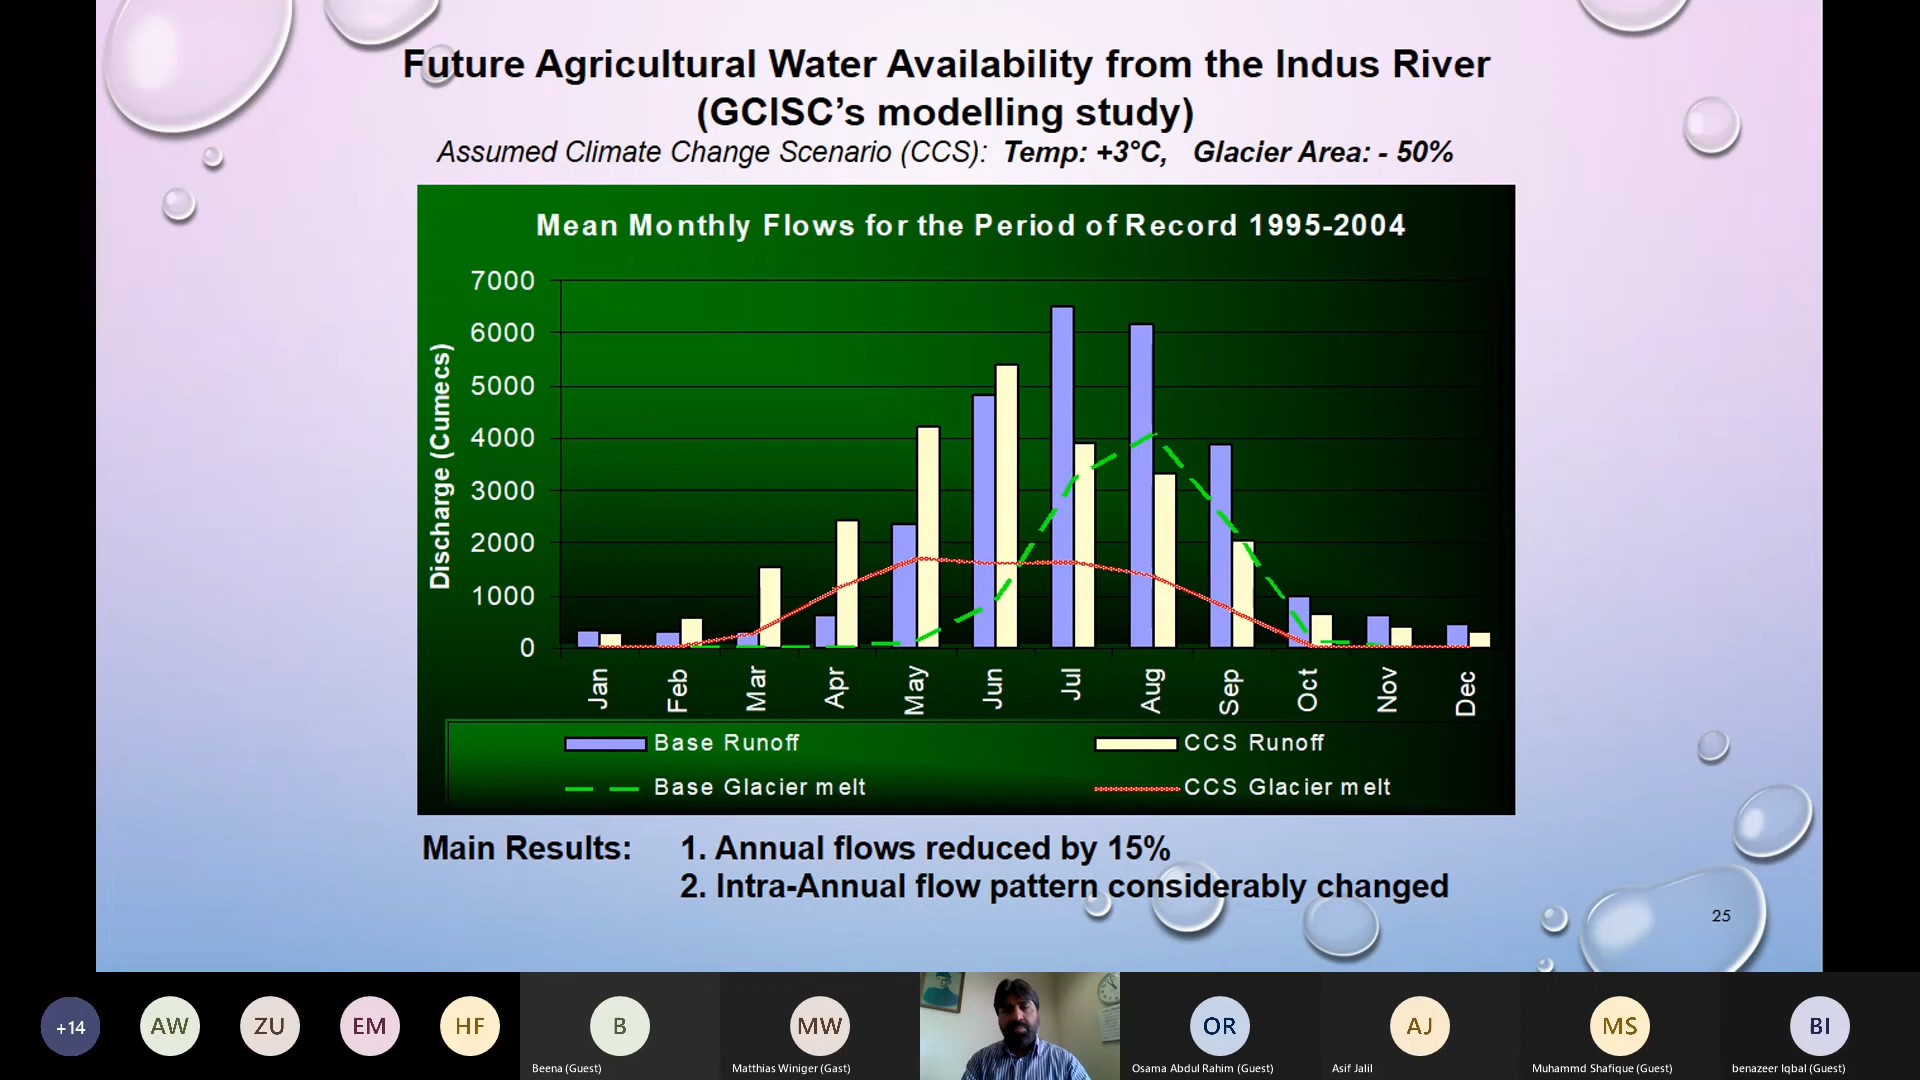 Future Agricultural Water Availability from the Indus River
(GCISC's modelling study)
Assumed Climate Change Scenario (CCS): Temp: +3°C, Glacier Area: - 50%
Mean Monthly Flows for the Period of Record 1995-2004
Discharge (Cumecs)
7000
6000
5000
4000
3000
2000
1000
0
Jan Feb Mar Apr May Jun Jul Aug Sep Oct Nov Dec
Base Runoff CCS Runoff
Base Glacier melt CCS Glacier melt
Main Results: 1. Annual flows reduced by 15%
2. Intra-Annual flow pattern considerably changed
25
+14 AW ZU EM HF B MW OR AJ MS BI
Beena (Guest) Matthias Winiger (Gast) Osama Abdul Rahim (Guest) Asif Jalil Muhammd Shafique (Guest) benazeer Iqbal (Guest)